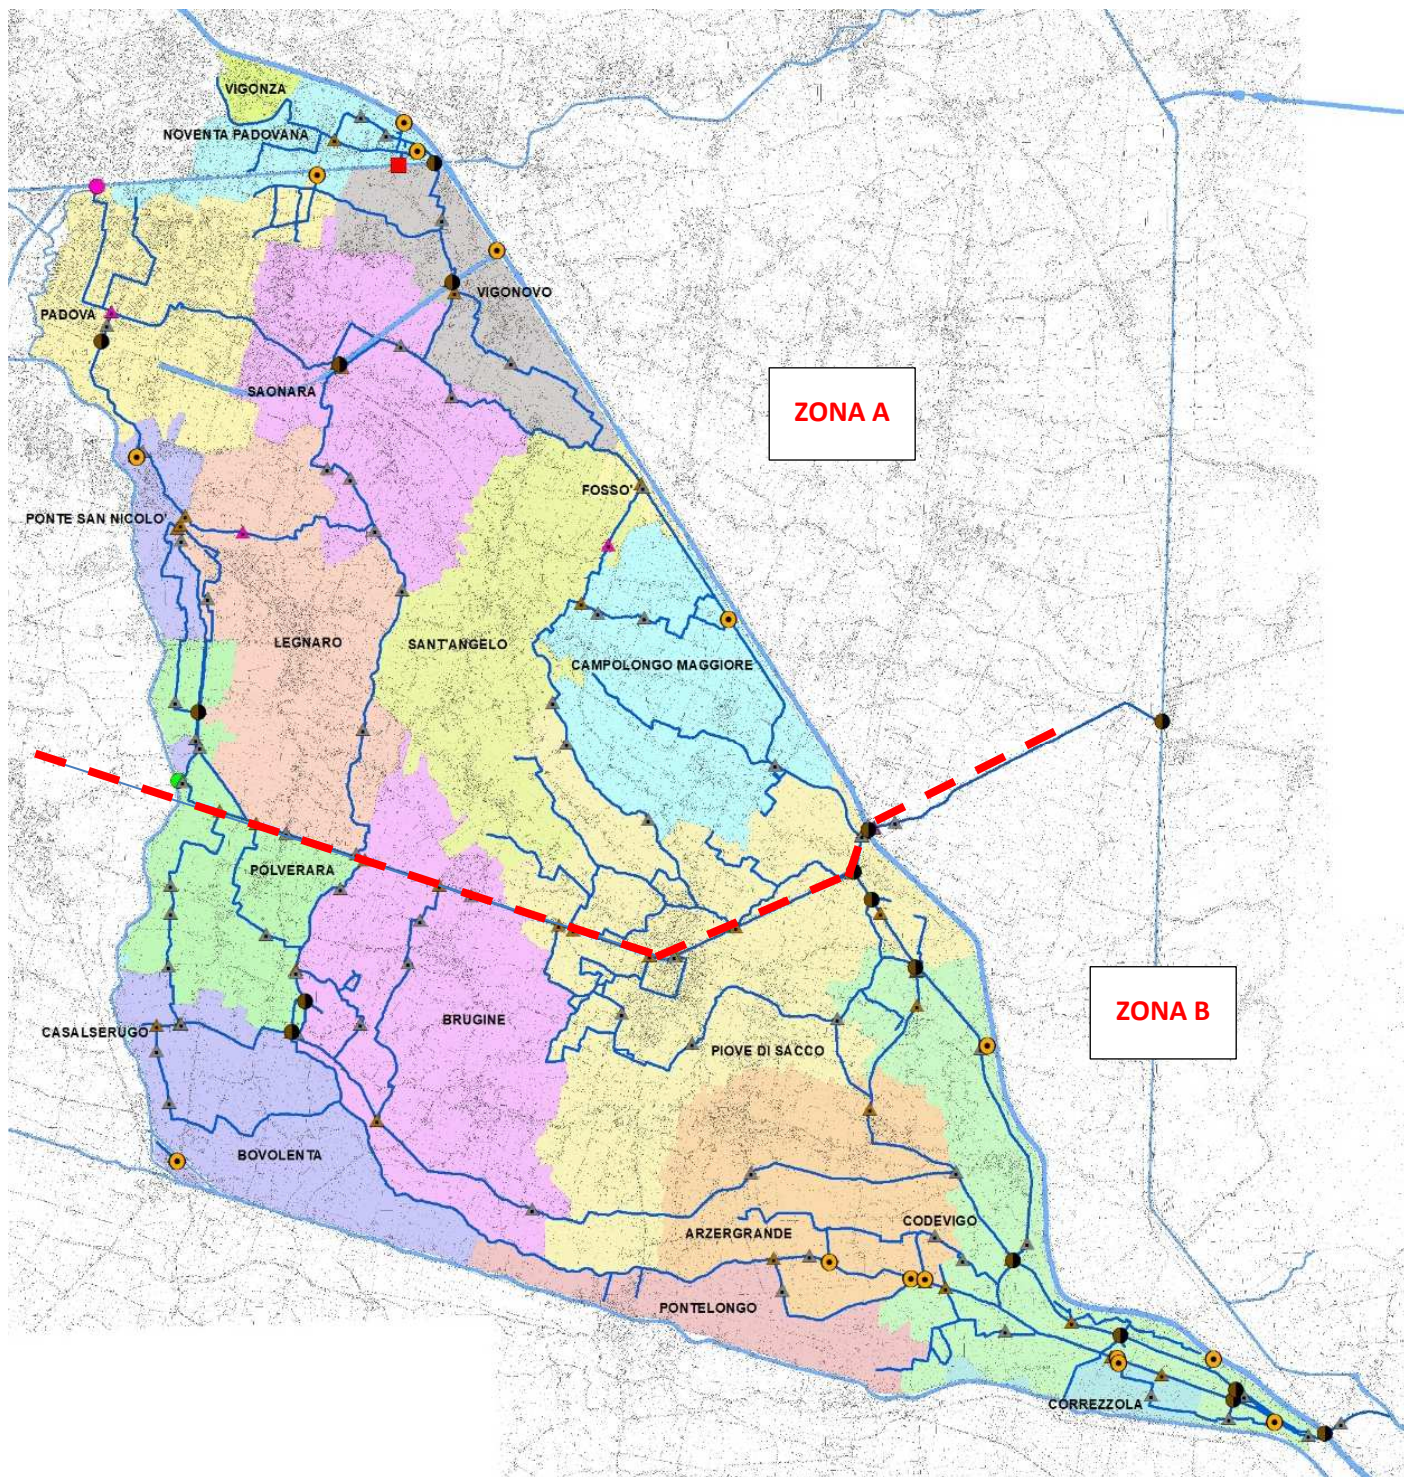 VIGONZA
NOVENTA PADOVANA
VIGONOVO
PADOVA
SAONARA
ZONA A
FOSSO'
PONTE SAN NICOLO'
LEGNARO
SANT'ANGELO
CAMPOLONGO MAGGIORE
POLVERARA
ZONA B
CASALSERUGO
BRUGINE
PIOVE DI SACCO
BOVOLENTA
CODEVIGO
ARZERGRANDE
PONTELONGO
CORREZZOLA